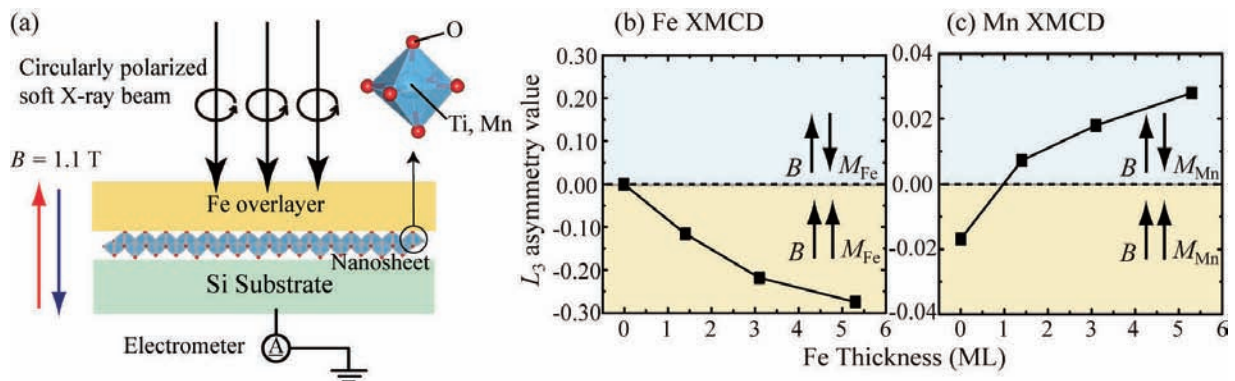 (a)
O
Circularly polarized
soft X-ray beam
Ti, Mn
B = 1.1 T
Fe overlayer
Nanosheet
Si Substrate
Electrometer
A
(b) Fe XMCD
L3 asymmetry value
0.30
0.20
0.10
0.00
-0.10
-0.20
-0.30
B MFe
B MFe
0 1 2 3 4 5 6
(c) Mn XMCD
0.04
0.02
0.00
-0.02
-0.04
B MMn
B MMn
0 1 2 3 4 5 6
Fe Thickness (ML)